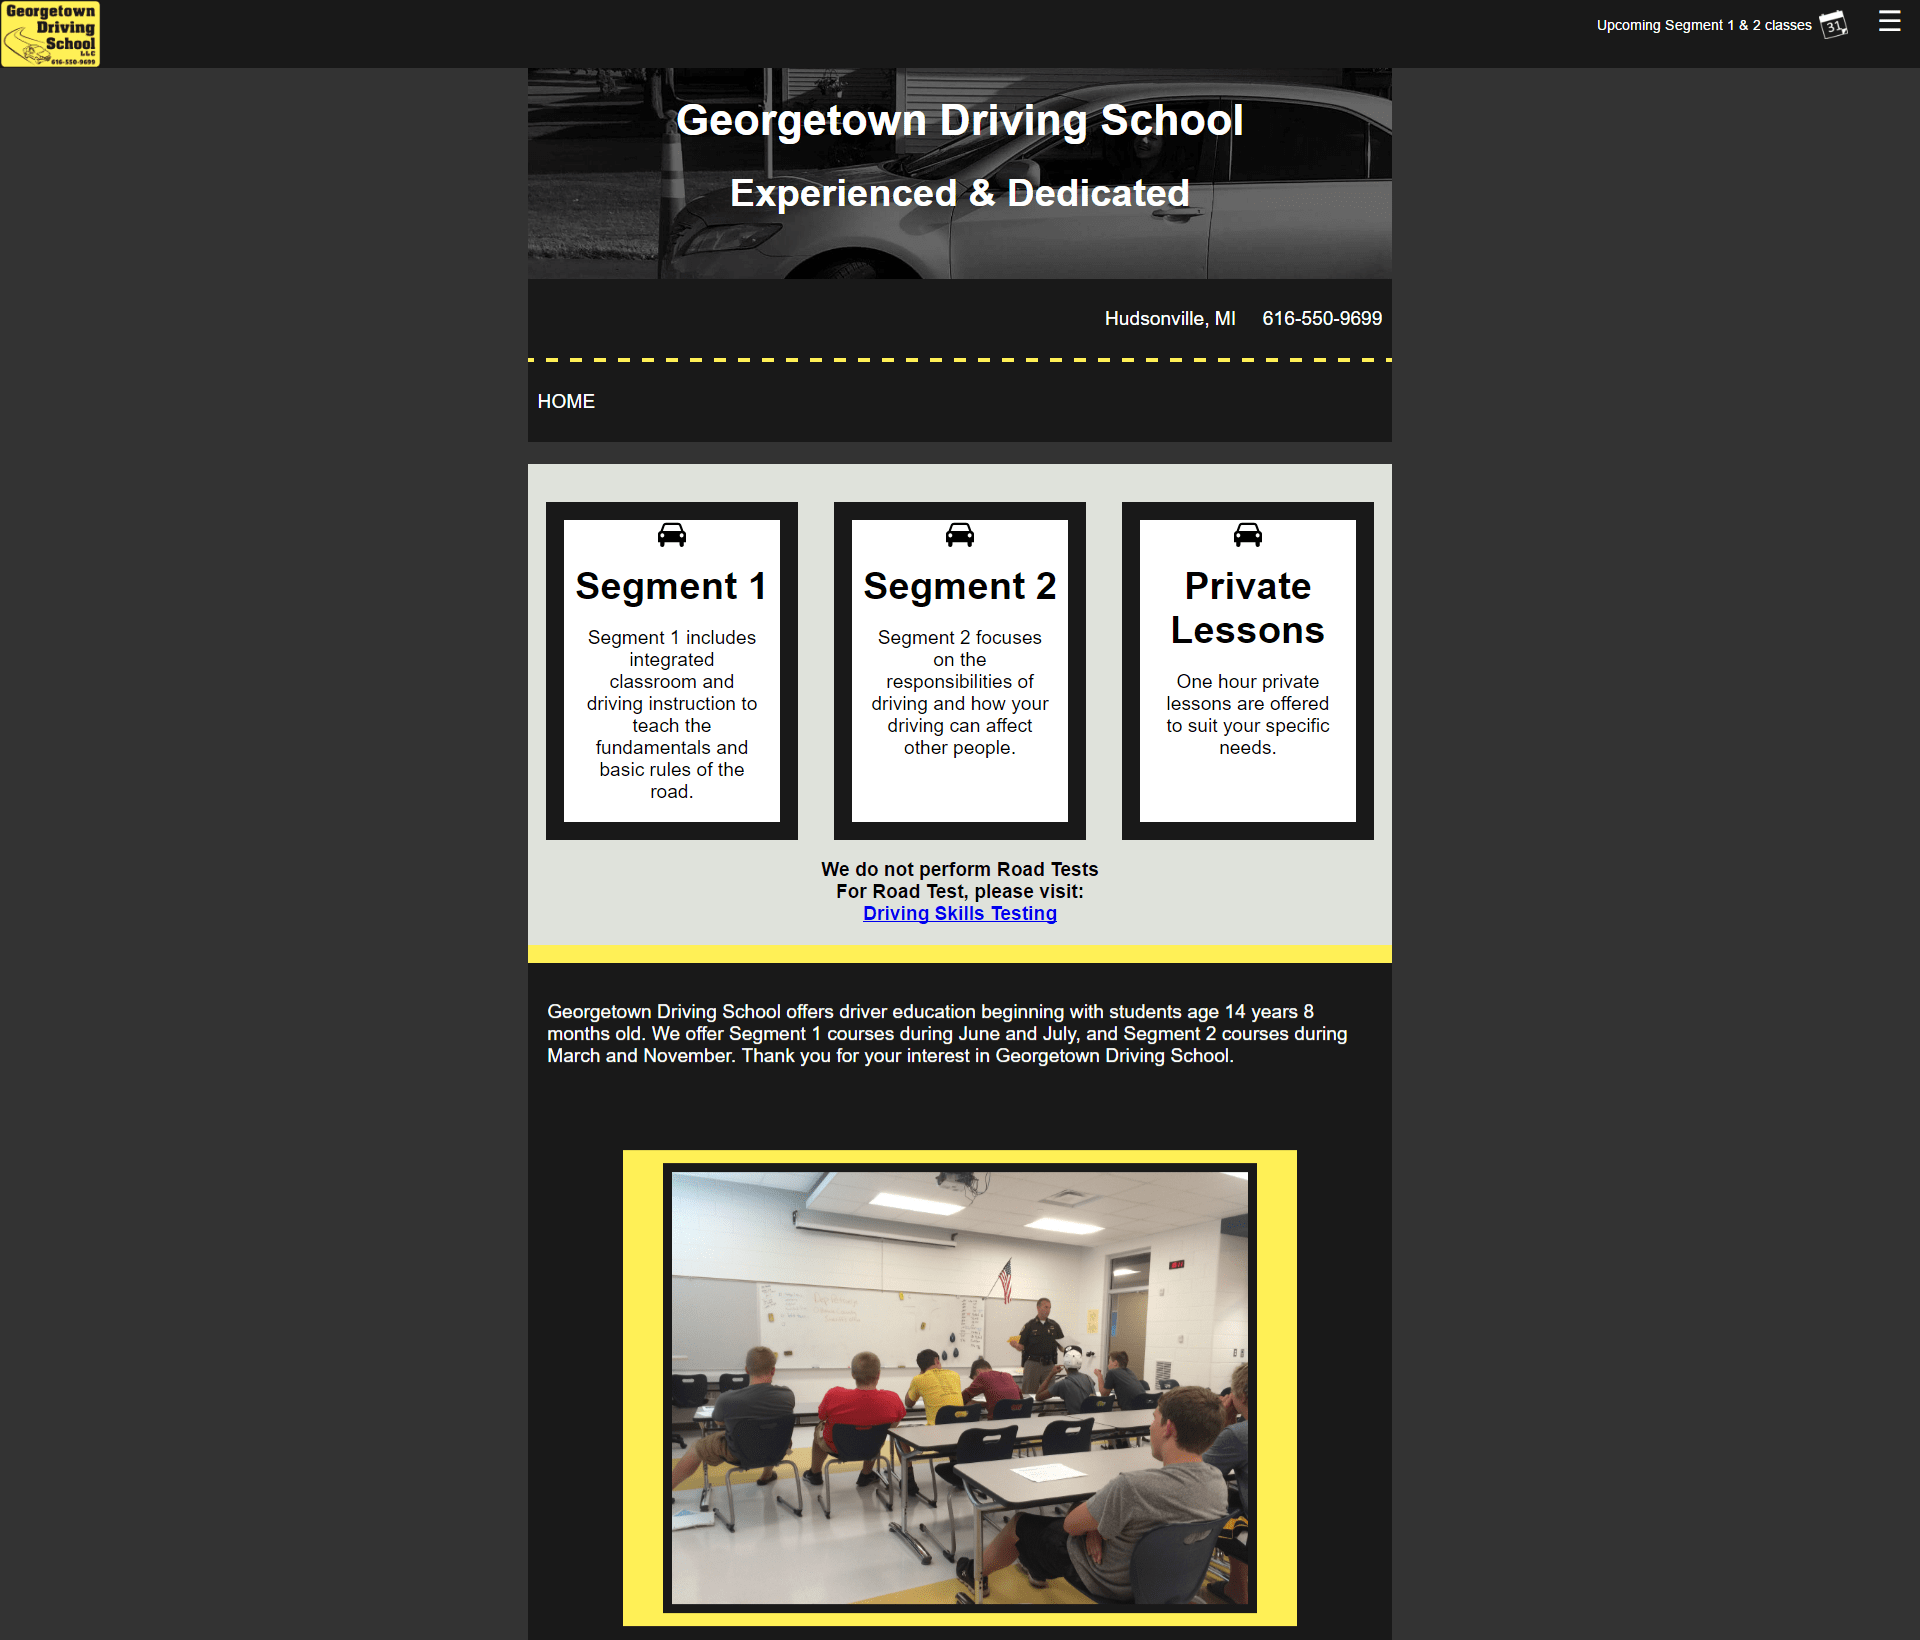 Georgetown
Driving
School
LLC
616-550-9699
Upcoming Segment 1 & 2 classes
31
Georgetown Driving School
Experienced & Dedicated
Hudsonville, MI 616-550-9699
HOME
Segment 1
Segment 1 includes
integrated
classroom and
driving instruction to
teach the
fundamentals and
basic rules of the
road.
Segment 2
Segment 2 focuses
on the
responsibilities of
driving and how your
driving can affect
other people.
Private
Lessons
One hour private
lessons are offered
to suit your specific
needs.
We do not perform Road Tests
For Road Test, please visit:
Driving Skills Testing
Georgetown Driving School offers driver education beginning with students age 14 years 8
months old. We offer Segment 1 courses during June and July, and Segment 2 courses during
March and November. Thank you for your interest in Georgetown Driving School.